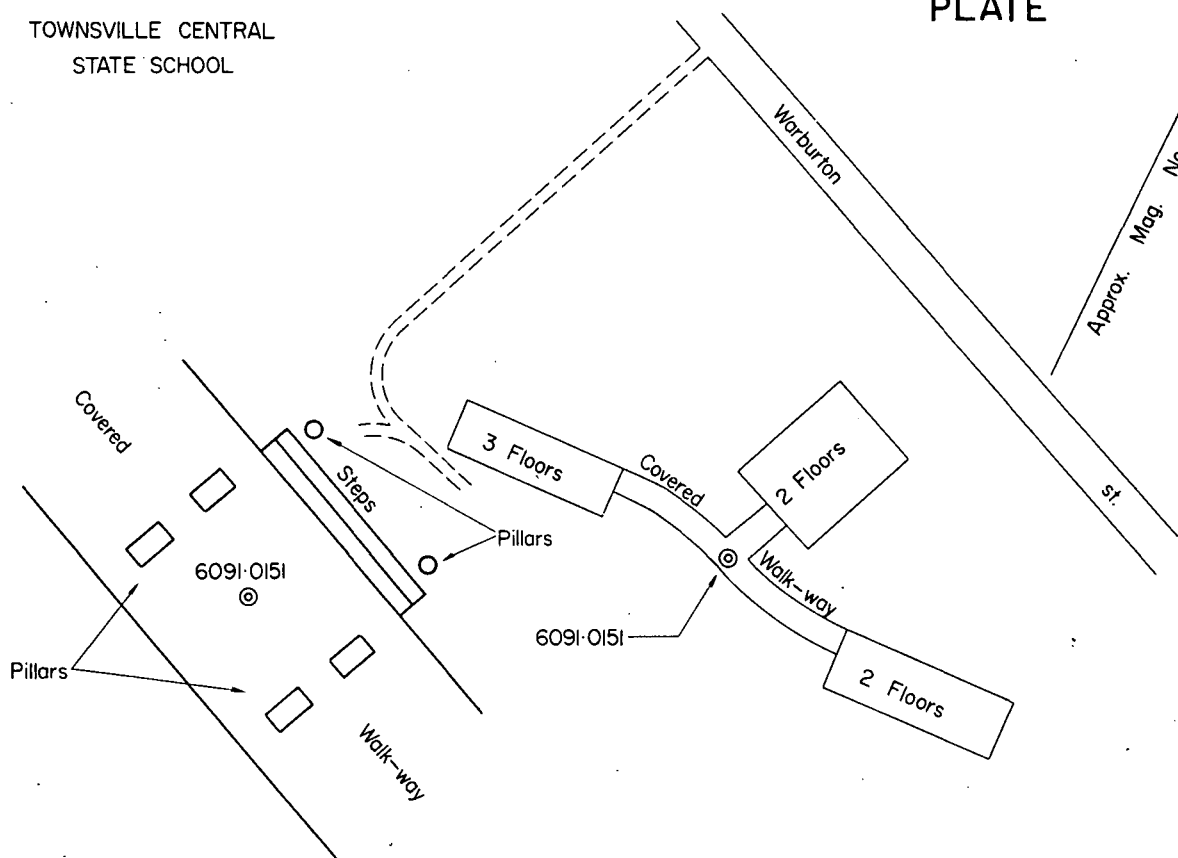 TOWNSVILLE CENTRAL
STATE SCHOOL
PLATE
Warburton
st.
Approx. Mag. No
Covered
Steps
Pillars
6091·0151
Pillars
Walk-way
3 Floors
Covered
2 Floors
Walk-way
6091·0151
2 Floors